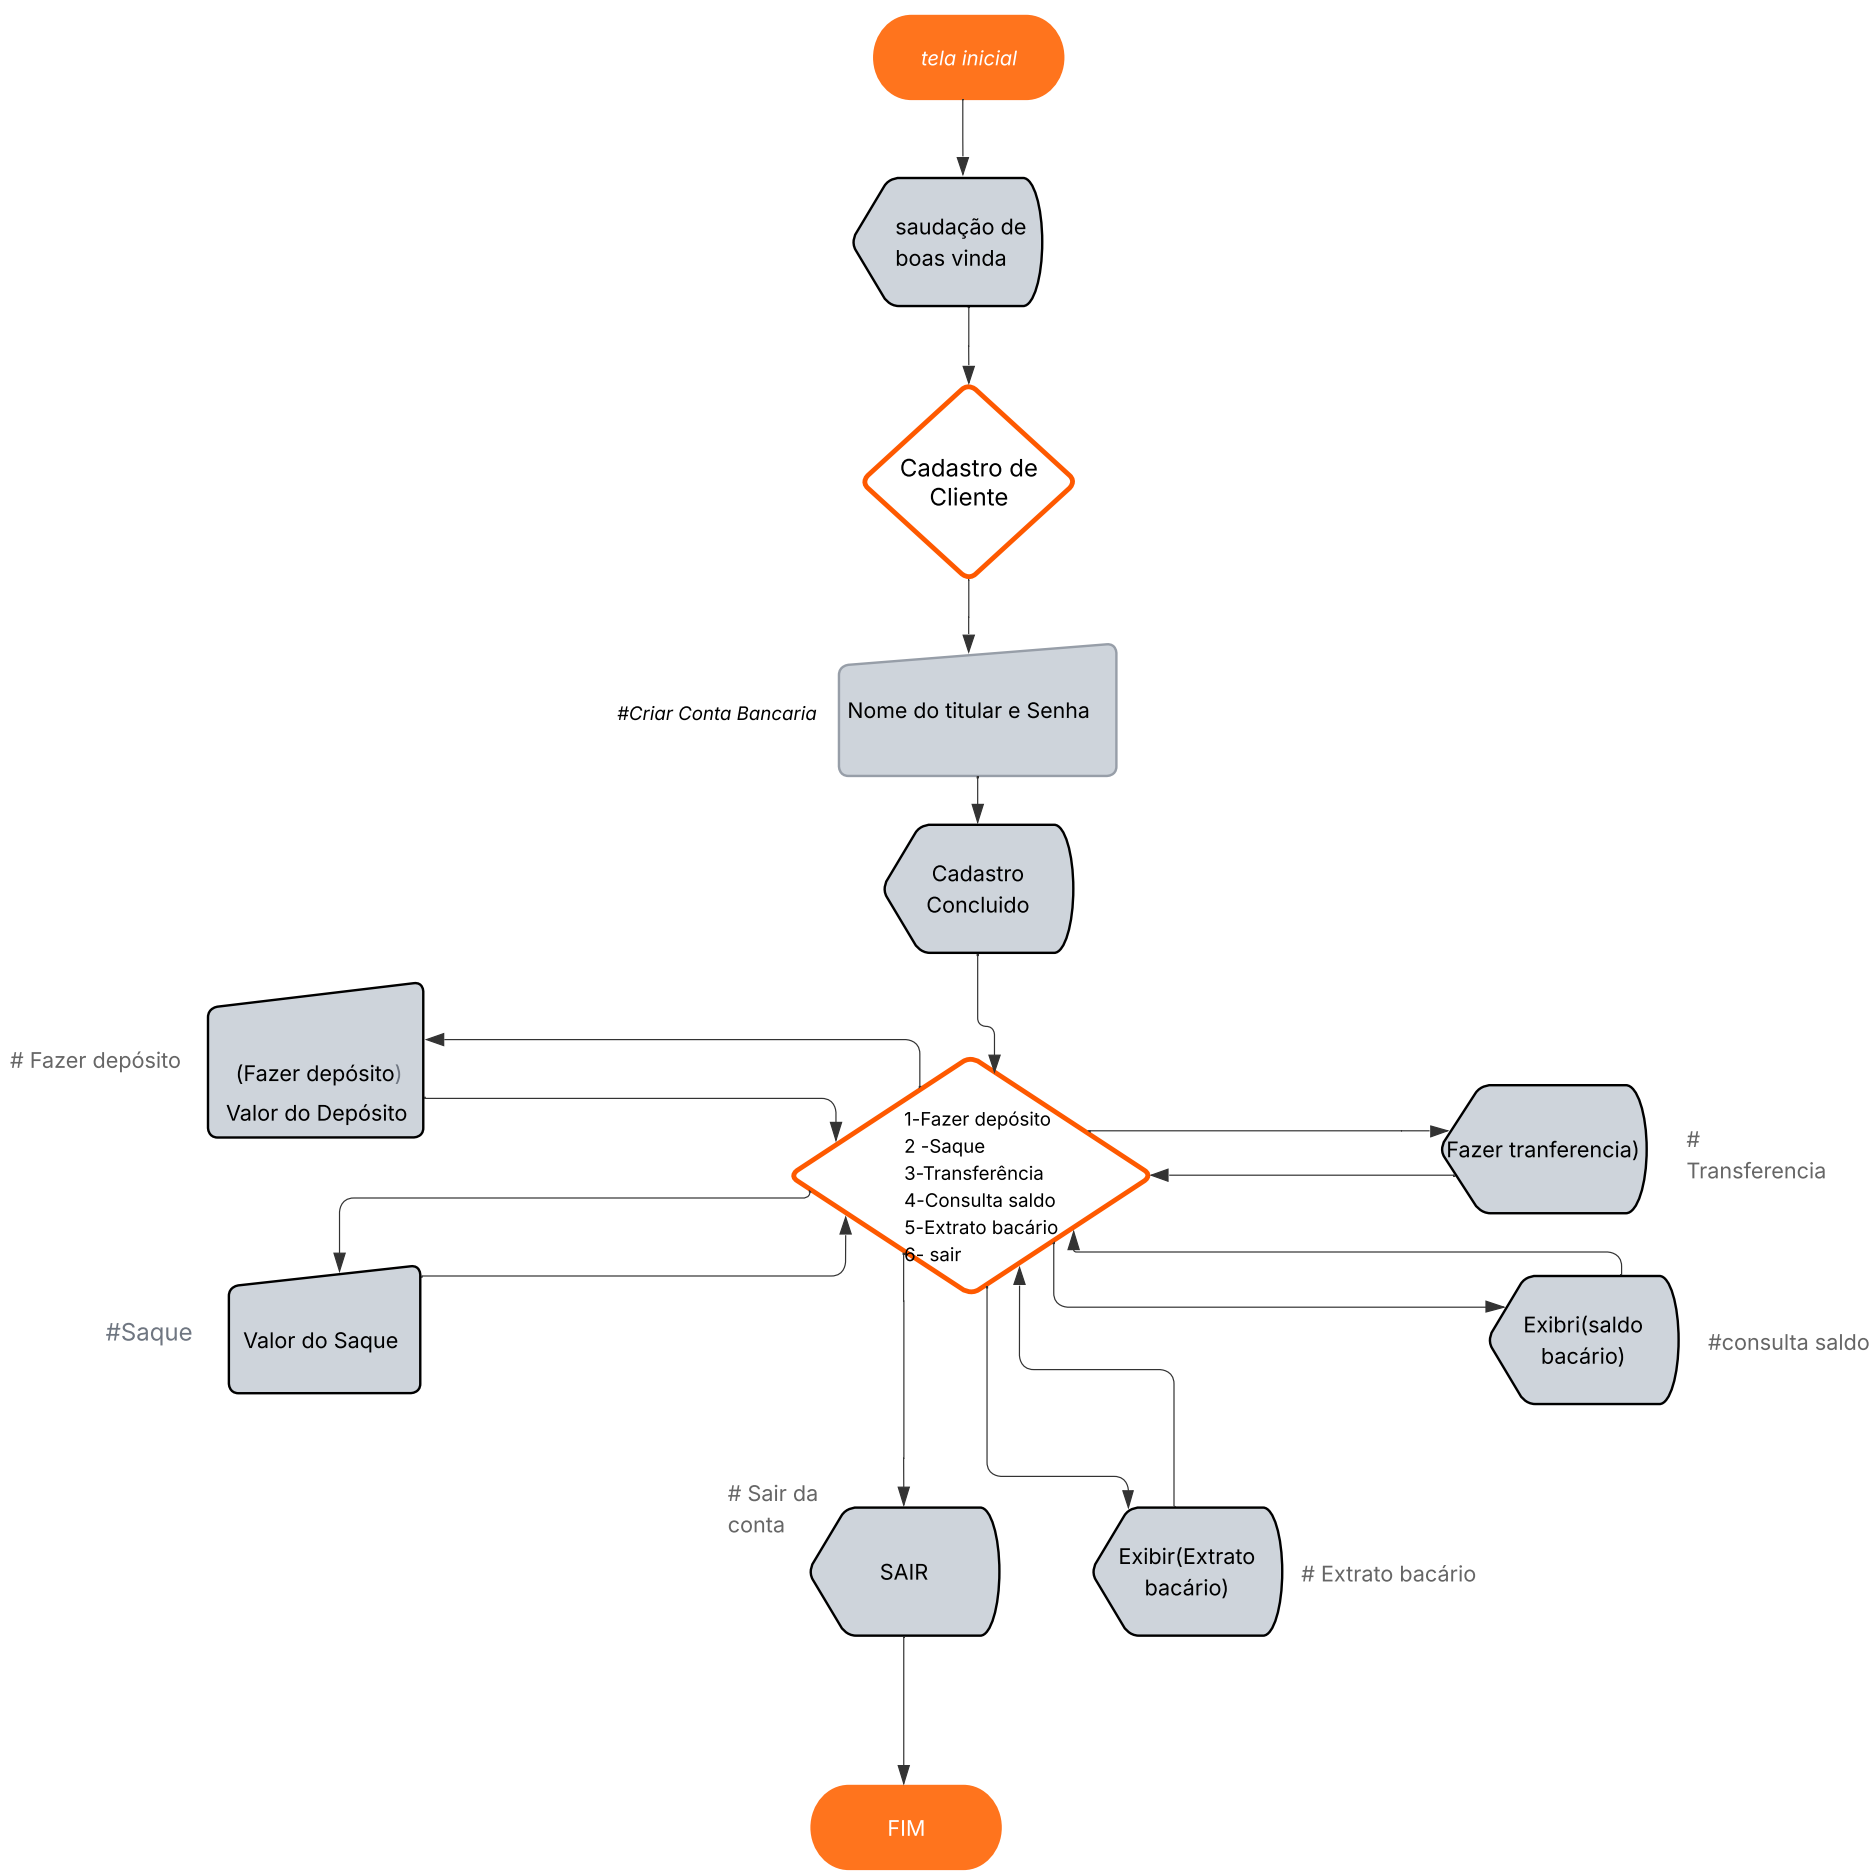 tela inicial
saudação de
boas vinda
Cadastro de
Cliente
#Criar Conta Bancaria
Nome do titular e Senha
Cadastro
Concluido
# Fazer depósito
(Fazer depósito)
Valor do Depósito
1-Fazer depósito
2 -Saque
3-Transferência
4-Consulta saldo
5-Extrato bacário
6- sair
Fazer tranferencia)
#
Transferencia
#Saque
Valor do Saque
Exibri(saldo
bacário)
#consulta saldo
# Sair da
conta
SAIR
Exibir(Extrato
bacário)
# Extrato bacário
FIM